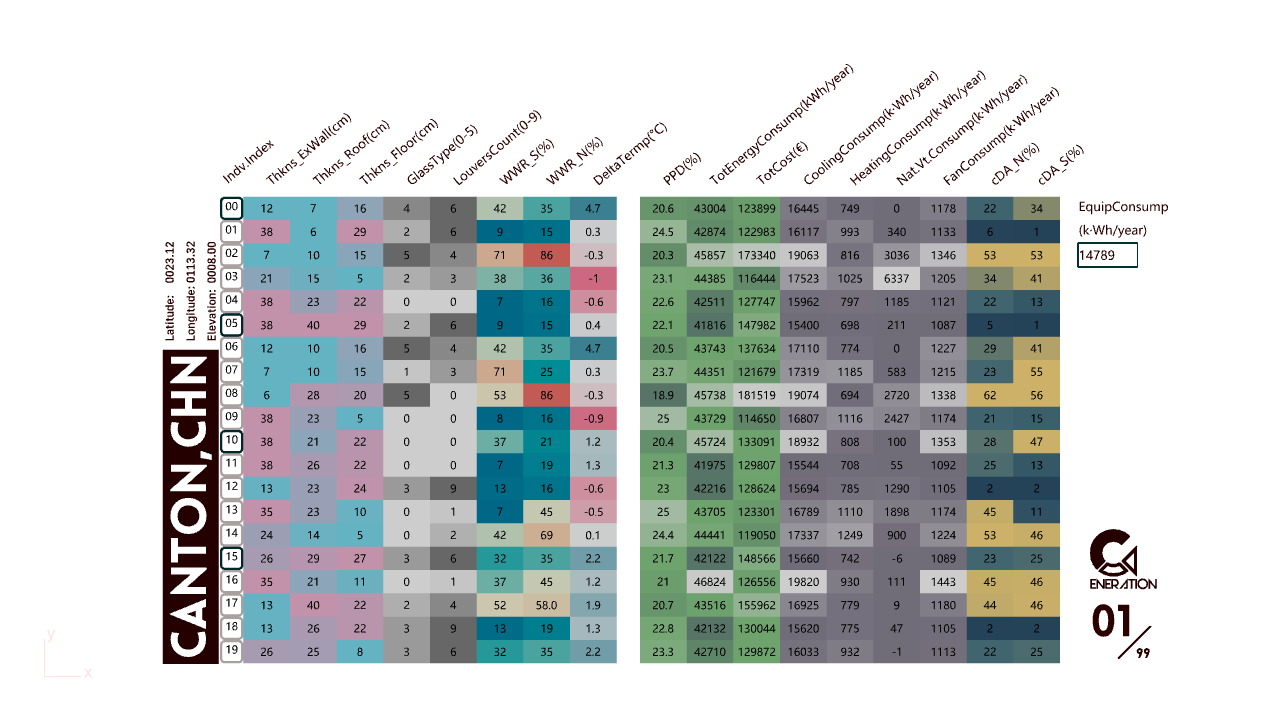 Indv.Index Thkns_ExWall(cm) Thkns_Roof(cm) Thkns_Floor(cm) GlassType(0-5) LouversCount(0-9) WWR_S(%) WWR_N(%) DeltaTermp(°C) PPD(%) TotEnergyConsump(kWh/year) TotCost(€) CoolingConsump(k·Wh/year) HeatingConsump(k·Wh/year) Nat.Vt.Consump(k·Wh/year) FanConsump(k·Wh/year) cDA_N(%) cDA_S(%)
00 12 7 16 4 6 42 35 4.7 20.6 43004 123899 16445 749 0 1178 22 34
01 38 6 29 2 6 9 15 0.3 24.5 42874 122983 16117 993 340 1133 6 1
02 7 10 15 5 4 71 86 -0.3 20.3 45857 173340 19063 816 3036 1346 53 53
03 21 15 5 2 3 38 36 -1 23.1 44385 116444 17523 1025 6337 1205 34 41
04 38 23 22 0 0 7 16 -0.6 22.6 42511 127747 15962 797 1185 1121 22 13
05 38 40 29 2 6 9 15 0.4 22.1 41816 147982 15400 698 211 1087 5 1
06 12 10 16 5 4 42 35 4.7 20.5 43743 137634 17110 774 0 1227 29 41
07 7 10 15 1 3 71 25 0.3 23.7 44351 121679 17319 1185 583 1215 23 55
08 6 28 20 5 0 53 86 -0.3 18.9 45738 181519 19074 694 2720 1338 62 56
09 38 23 5 0 0 8 16 -0.9 25 43729 114650 16807 1116 2427 1174 21 15
10 38 21 22 0 0 37 21 1.2 20.4 45724 133091 18932 808 100 1353 28 47
11 38 26 22 0 0 7 19 1.3 21.3 41975 129807 15544 708 55 1092 25 13
12 13 23 24 3 9 13 16 -0.6 23 42216 128624 15694 785 1290 1105 2 2
13 35 23 10 0 1 7 45 -0.5 25 43705 123301 16789 1110 1898 1174 45 11
14 24 14 5 0 2 42 69 0.1 24.4 44441 119050 17337 1249 900 1224 53 46
15 26 29 27 3 6 32 35 2.2 21.7 42122 148566 15660 742 -6 1089 23 25
16 35 21 11 0 1 37 45 1.2 21 46824 126556 19820 930 111 1443 45 46
17 13 40 22 2 4 52 58.0 1.9 20.7 43516 155962 16925 779 9 1180 44 46
18 13 26 22 3 9 13 19 1.3 22.8 42132 130044 15620 775 47 1105 2 2
19 26 25 8 3 6 32 35 2.2 23.3 42710 129872 16033 932 -1 1113 22 25
Latitude: 0023.12
Longitude: 0113.32
Elevation: 0008.00
CANTON,CHN
EquipConsump
(k·Wh/year)
14789
ENERATION
01/99
y
x